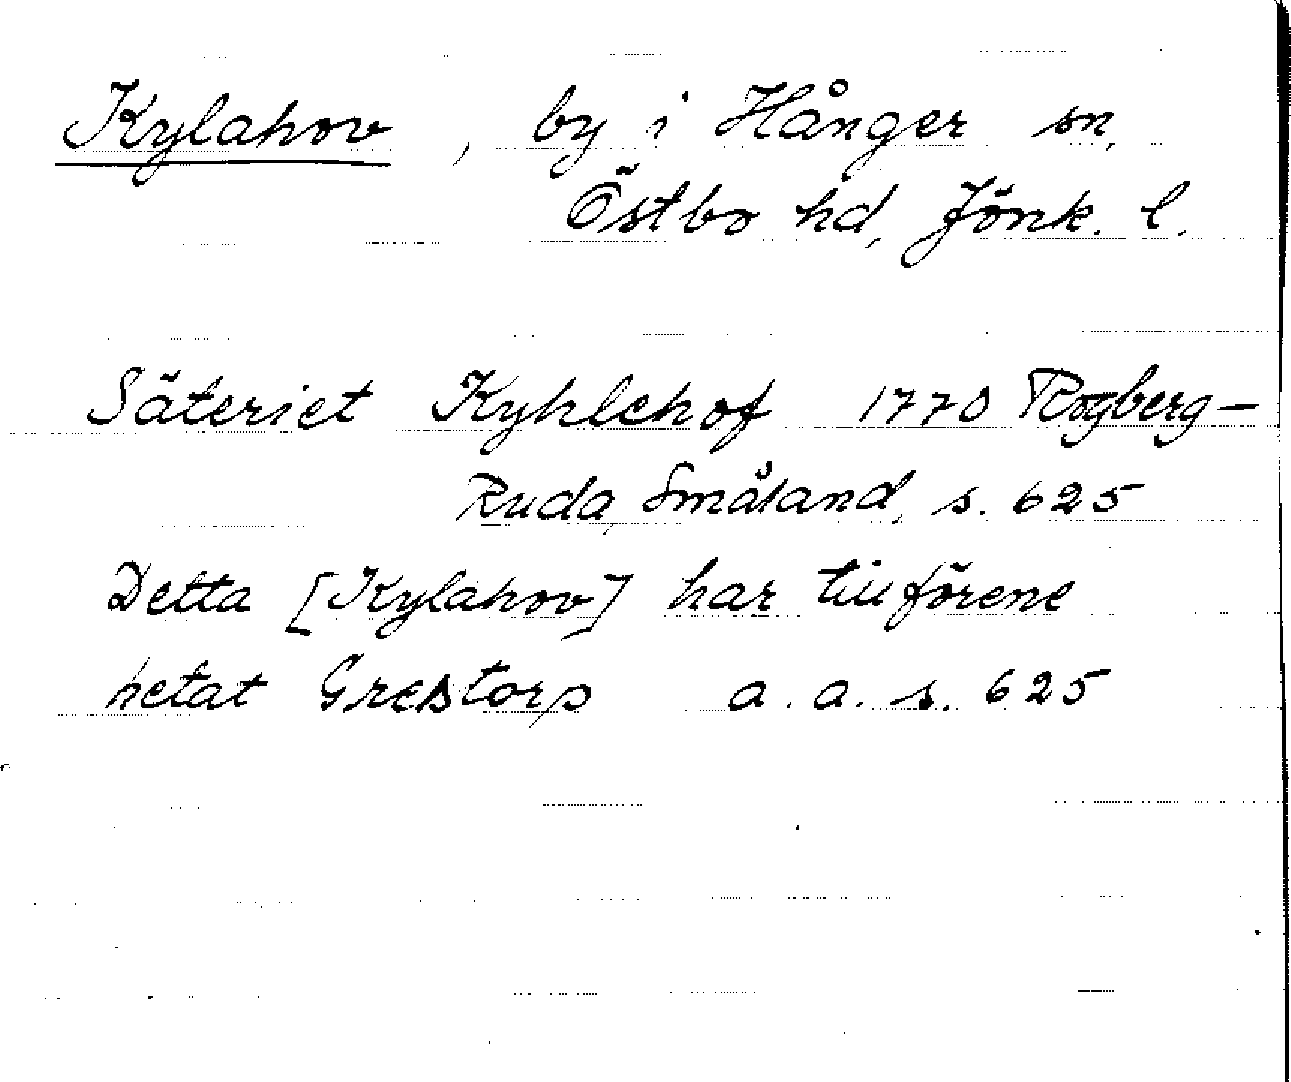 Kylahov, by i Hånger sn,
Östbo hd, Jönk. l.
Säteriet Kyhlehof 1770 Rogberg-
Ruda, Småland, s. 625
Detta [Kylahov] har tillförene
hetat Grestorp a. a. s. 625